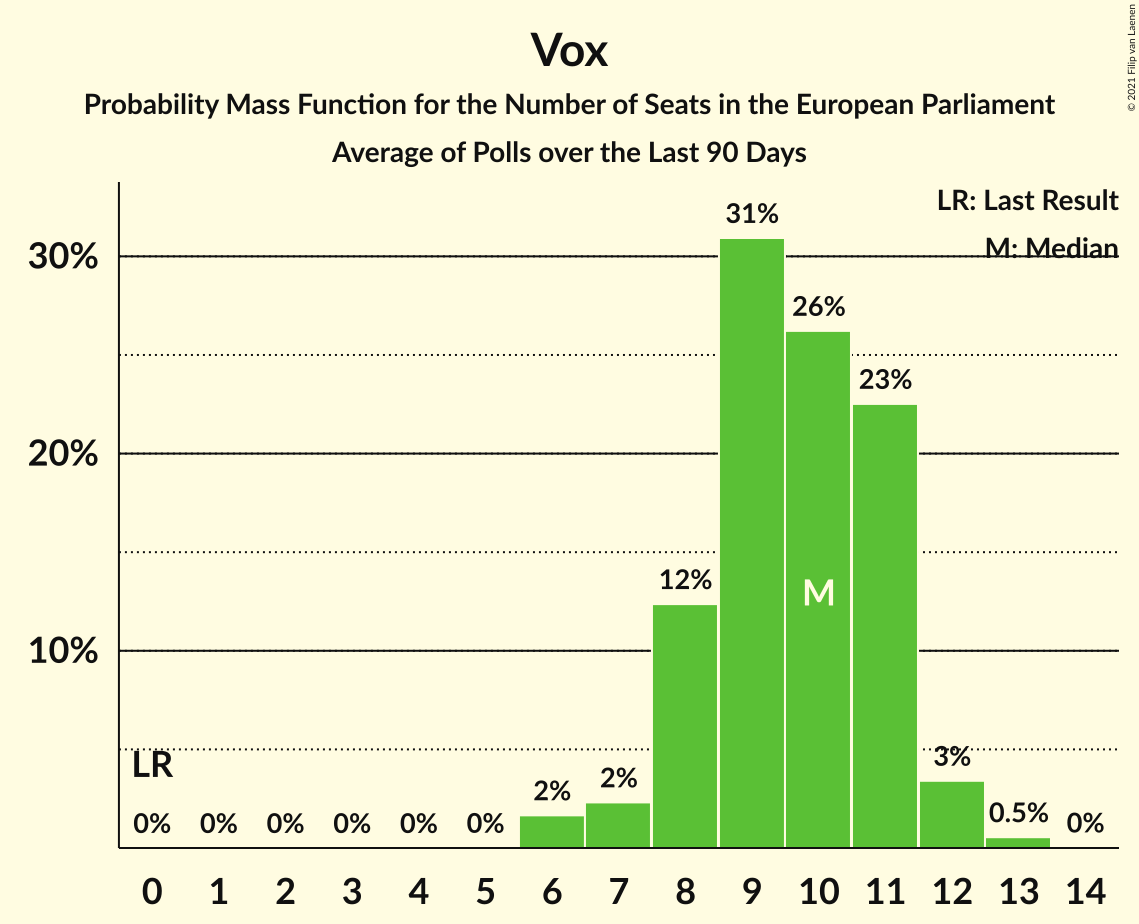 Vox
Probability Mass Function for the Number of Seats in the European Parliament
Average of Polls over the Last 90 Days
© 2021 Filip van Laenen
LR: Last Result
M: Median
30%
20%
10%
31%
26%
23%
12%
M
LR
3%
2%
2%
0.5%
0% 0% 0% 0% 0% 0% 0%
0 1 2 3 4 5 6 7 8 9 10 11 12 13 14